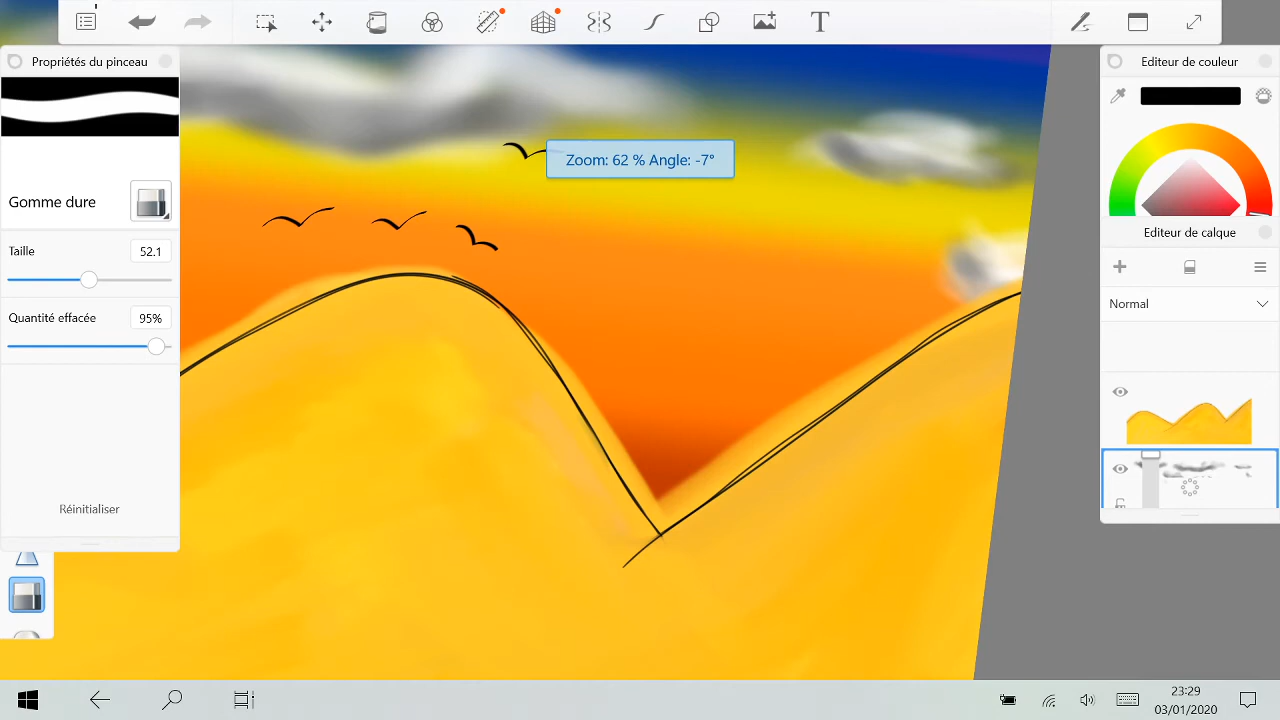 T
Propriétés du pinceau
Editeur de couleur
Zoom: 62 % Angle: -7°
Gomme dure
Editeur de calque
Taille
52.1
Normal
Quantité effacée
95%
Réinitialiser
23:29
03/01/2020